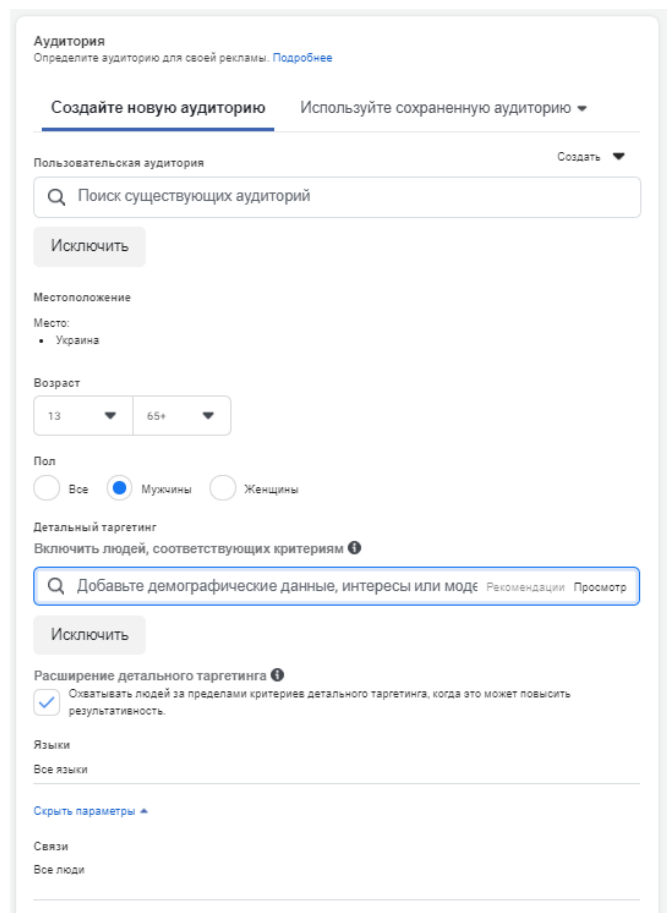 Аудитория
Определите аудиторию для своей рекламы. Подробнее
Создайте новую аудиторию Используйте сохраненную аудиторию
Пользовательская аудитория Создать
Поиск существующих аудиторий
Исключить
Местоположение
Место:
• Украина
Возраст
13 65+
Пол
Все Мужчины Женщины
Детальный таргетинг
Включить людей, соответствующих критериям
Добавьте демографические данные, интересы или моде Рекомендации Просмотр
Исключить
Расширение детального таргетинга
Охватывать людей за пределами критериев детального таргетинга, когда это может повысить
результативность.
Языки
Все языки
Скрыть параметры
Связи
Все люди